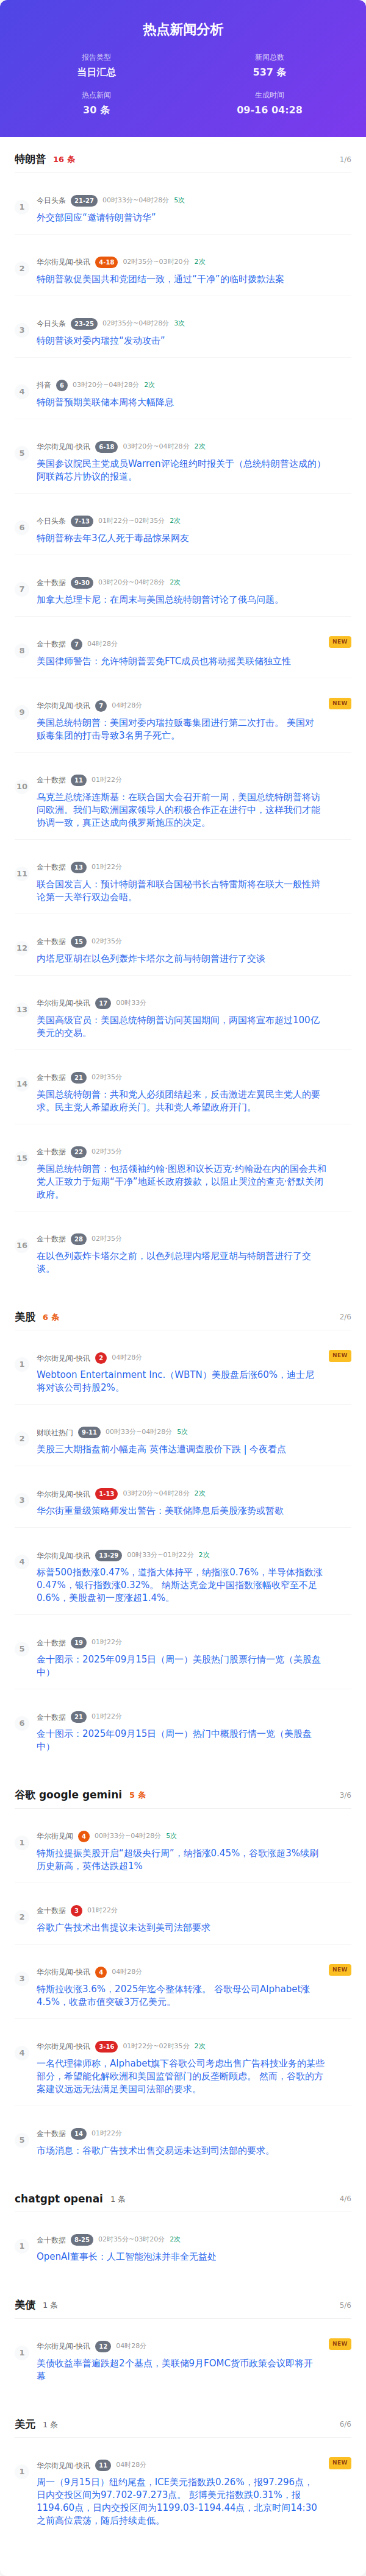 热点新闻分析
报告类型
当日汇总
新闻总数
537 条
热点新闻
30 条
生成时间
09-16 04:28
特朗普 16 条 1/6
1
今日头条 21-27 00时33分~04时28分 5次
外交部回应“邀请特朗普访华”
2
华尔街见闻-快讯 4-18 02时35分~03时20分 2次
特朗普敦促美国共和党团结一致，通过“干净”的临时拨款法案
3
今日头条 23-25 02时35分~04时28分 3次
特朗普谈对委内瑞拉“发动攻击”
4
抖音 6 03时20分~04时28分 2次
特朗普预期美联储本周将大幅降息
5
华尔街见闻-快讯 6-18 03时20分~04时28分 2次
美国参议院民主党成员Warren评论纽约时报关于（总统特朗普达成的）
阿联酋芯片协议的报道。
6
今日头条 7-13 01时22分~02时35分 2次
特朗普称去年3亿人死于毒品惊呆网友
7
金十数据 9-30 03时20分~04时28分 2次
加拿大总理卡尼：在周末与美国总统特朗普讨论了俄乌问题。
8
金十数据 7 04时28分 NEW
美国律师警告：允许特朗普罢免FTC成员也将动摇美联储独立性
9
华尔街见闻-快讯 7 04时28分 NEW
美国总统特朗普：美国对委内瑞拉贩毒集团进行第二次打击。 美国对
贩毒集团的打击导致3名男子死亡。
10
金十数据 11 01时22分
乌克兰总统泽连斯基：在联合国大会召开前一周，美国总统特朗普将访
问欧洲。我们与欧洲国家领导人的积极合作正在进行中，这样我们才能
协调一致，真正达成向俄罗斯施压的决定。
11
金十数据 13 01时22分
联合国发言人：预计特朗普和联合国秘书长古特雷斯将在联大一般性辩
论第一天举行双边会晤。
12
金十数据 15 02时35分
内塔尼亚胡在以色列轰炸卡塔尔之前与特朗普进行了交谈
13
华尔街见闻-快讯 17 00时33分
美国高级官员：美国总统特朗普访问英国期间，两国将宣布超过100亿
美元的交易。
14
金十数据 21 02时35分
美国总统特朗普：共和党人必须团结起来，反击激进左翼民主党人的要
求。民主党人希望政府关门。共和党人希望政府开门。
15
金十数据 22 02时35分
美国总统特朗普：包括领袖约翰·图恩和议长迈克·约翰逊在内的国会共和
党人正致力于短期“干净”地延长政府拨款，以阻止哭泣的查克·舒默关闭
政府。
16
金十数据 28 02时35分
在以色列轰炸卡塔尔之前，以色列总理内塔尼亚胡与特朗普进行了交
谈。
美股 6 条 2/6
1
华尔街见闻-快讯 2 04时28分 NEW
Webtoon Entertainment Inc.（WBTN）美股盘后涨60%，迪士尼
将对该公司持股2%。
2
财联社热门 9-11 00时33分~04时28分 5次
美股三大期指盘前小幅走高 英伟达遭调查股价下跌 | 今夜看点
3
华尔街见闻-快讯 1-13 03时20分~04时28分 2次
华尔街重量级策略师发出警告：美联储降息后美股涨势或暂歇
4
华尔街见闻-快讯 13-29 00时33分~01时22分 2次
标普500指数涨0.47%，道指大体持平，纳指涨0.76%，半导体指数涨
0.47%，银行指数涨0.32%。 纳斯达克金龙中国指数涨幅收窄至不足
0.6%，美股盘初一度涨超1.4%。
5
金十数据 19 01时22分
金十图示：2025年09月15日（周一）美股热门股票行情一览（美股盘
中）
6
金十数据 21 01时22分
金十图示：2025年09月15日（周一）热门中概股行情一览（美股盘
中）
谷歌 google gemini 5 条 3/6
1
华尔街见闻 4 00时33分~04时28分 5次
特斯拉提振美股开启“超级央行周”，纳指涨0.45%，谷歌涨超3%续刷
历史新高，英伟达跌超1%
2
金十数据 3 01时22分
谷歌广告技术出售提议未达到美司法部要求
3
华尔街见闻-快讯 4 04时28分 NEW
特斯拉收涨3.6%，2025年迄今整体转涨。 谷歌母公司Alphabet涨
4.5%，收盘市值突破3万亿美元。
4
华尔街见闻-快讯 3-16 01时22分~02时35分 2次
一名代理律师称，Alphabet旗下谷歌公司考虑出售广告科技业务的某些
部分，希望能化解欧洲和美国监管部门的反垄断顾虑。 然而，谷歌的方
案建议远远无法满足美国司法部的要求。
5
金十数据 14 01时22分
市场消息：谷歌广告技术出售交易远未达到司法部的要求。
chatgpt openai 1 条 4/6
1
金十数据 8-25 02时35分~03时20分 2次
OpenAI董事长：人工智能泡沫并非全无益处
美债 1 条 5/6
1
华尔街见闻-快讯 12 04时28分 NEW
美债收益率普遍跌超2个基点，美联储9月FOMC货币政策会议即将开
幕
美元 1 条 6/6
1
华尔街见闻-快讯 11 04时28分 NEW
周一（9月15日）纽约尾盘，ICE美元指数跌0.26%，报97.296点，
日内交投区间为97.702-97.273点。 彭博美元指数跌0.31%，报
1194.60点，日内交投区间为1199.03-1194.44点，北京时间14:30
之前高位震荡，随后持续走低。